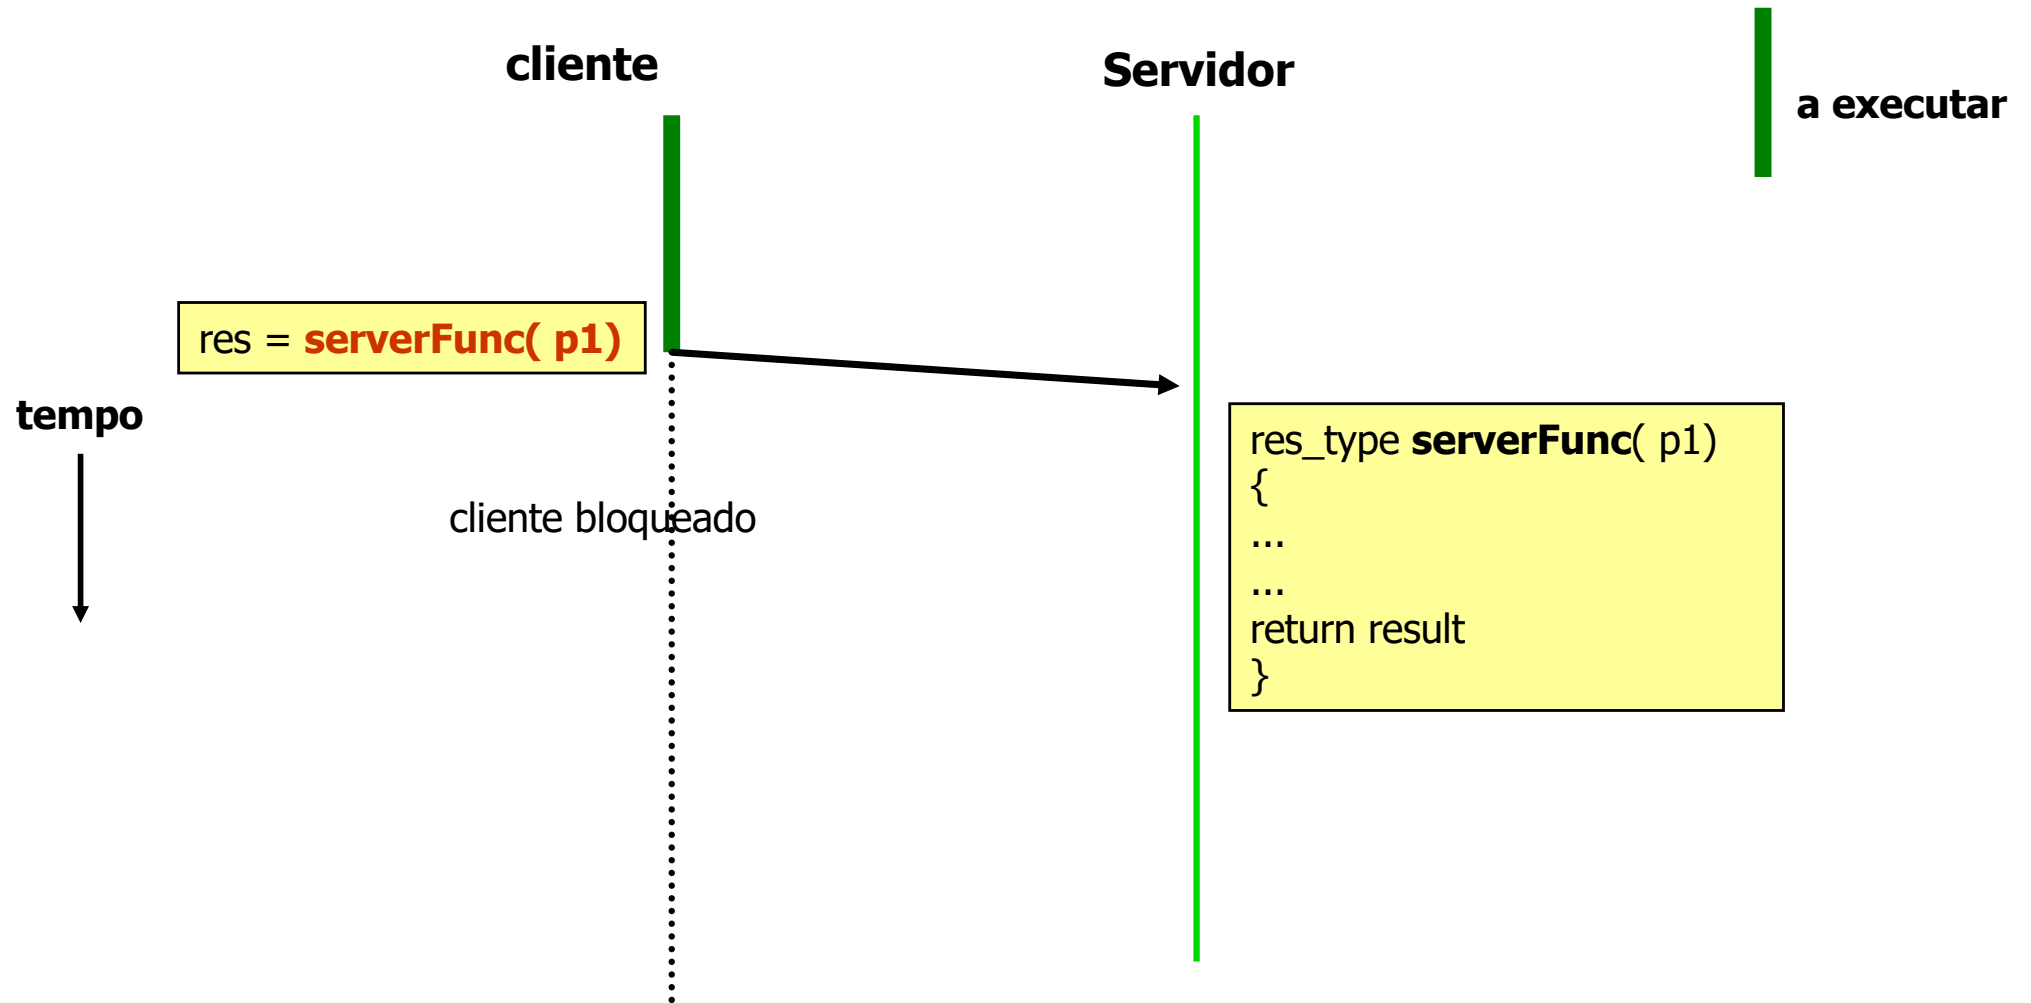 cliente
Servidor
a executar
res = serverFunc( p1)
tempo
res_type serverFunc( p1)
{
...
...
return result
}
cliente bloqueado